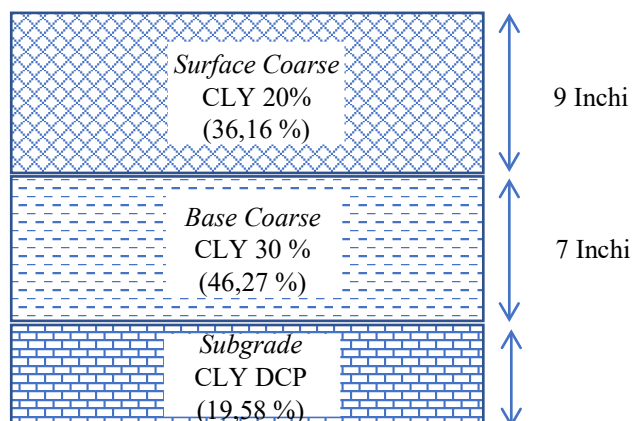 Surface Coarse
CLY 20%
(36,16 %)
9 Inchi
Base Coarse
CLY 30 %
(46,27 %)
7 Inchi
Subgrade
CLY DCP
(19,58 %)